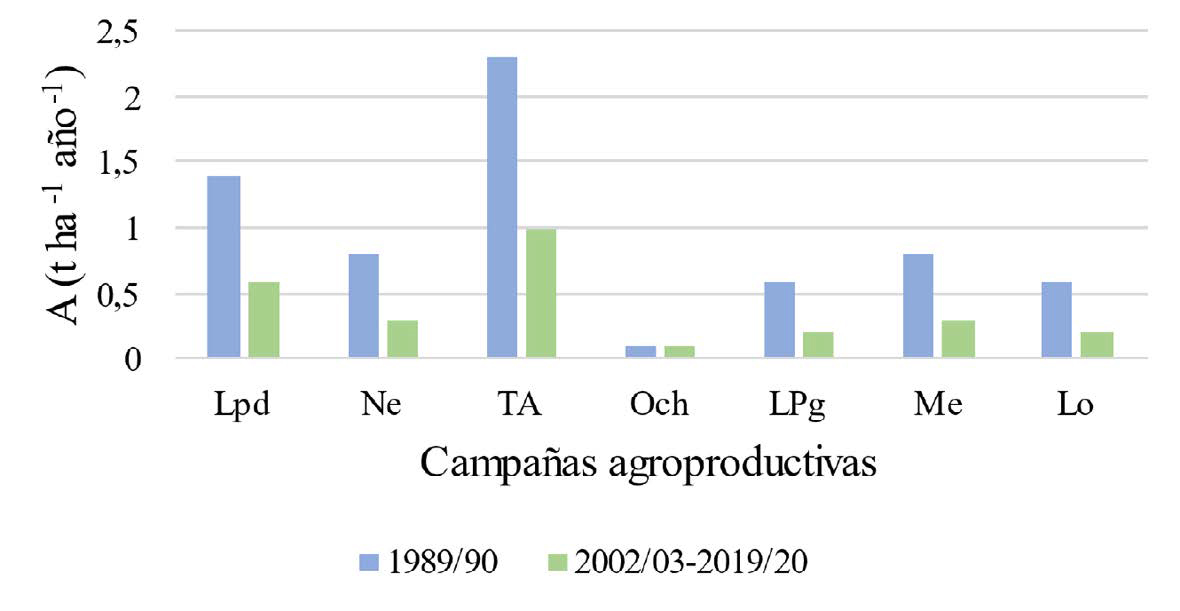 2,5
2
1,5
1
0,5
0
A (t ha -1 año-1)
Lpd Ne TA Och LPg Me Lo
Campañas agroproductivas
1989/90 2002/03-2019/20